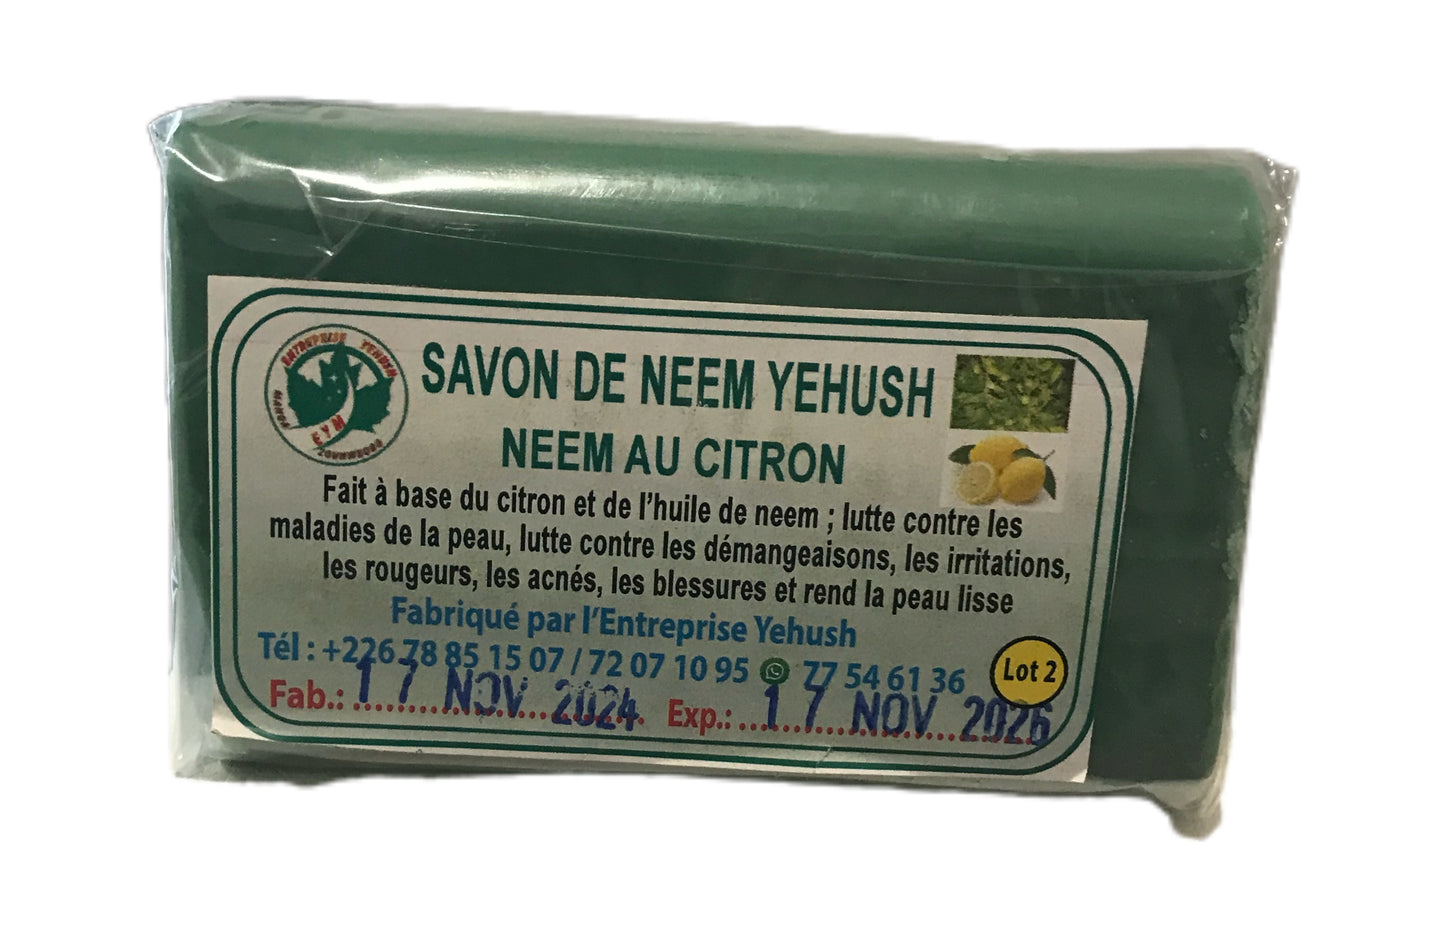 ENTREPRISE YEHUSH
EYM
SAVON DE NEEM YEHUSH
NEEM AU CITRON
Fait à base du citron et de l'huile de neem ; lutte contre les
maladies de la peau, lutte contre les démangeaisons, les irritations,
les rougeurs, les acnés, les blessures et rend la peau lisse
Fabriqué par l'Entreprise Yehush
Tél : +226 78 85 15 07 / 72 07 10 95 77 54 61 36
Lot 2
Fab.: 17 NOV 2024 Exp.: 17 NOV 2026